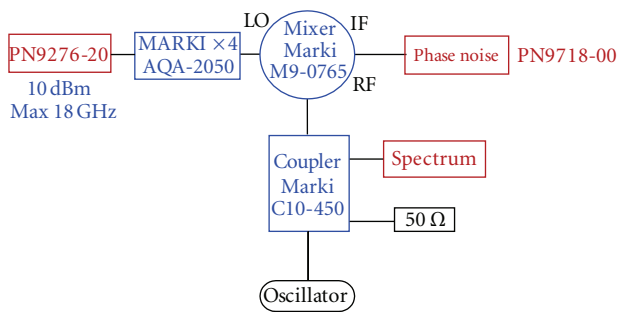 LO
Mixer
Marki
M9-0765
IF
RF
PN9276-20
10 dBm
Max 18 GHz
MARKI ×4
AQA-2050
Phase noise
PN9718-00
Coupler
Marki
C10-450
Spectrum
50 Ω
Oscillator